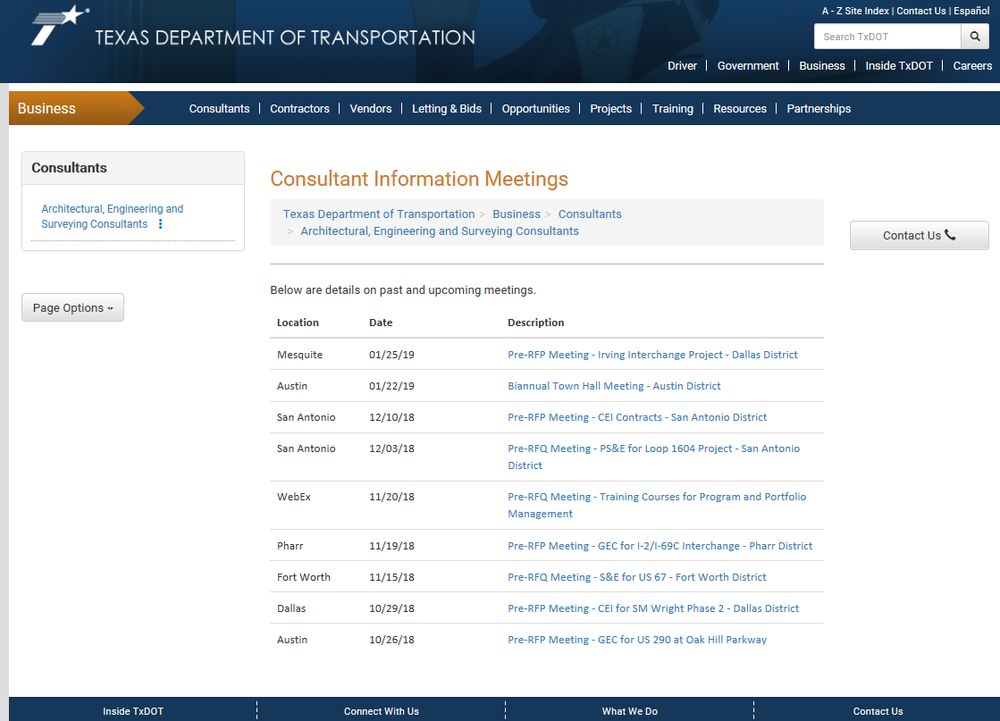 A - Z Site Index | Contact Us | Español
TEXAS DEPARTMENT OF TRANSPORTATION
Search TxDOT
Driver | Government | Business | Inside TxDOT | Careers
Business
Consultants | Contractors | Vendors | Letting & Bids | Opportunities | Projects | Training | Resources | Partnerships
Consultants
Architectural, Engineering and
Surveying Consultants
Page Options
Consultant Information Meetings
Texas Department of Transportation > Business > Consultants
> Architectural, Engineering and Surveying Consultants
Contact Us
Below are details on past and upcoming meetings.
Location Date Description
Mesquite 01/25/19 Pre-RFP Meeting - Irving Interchange Project - Dallas District
Austin 01/22/19 Biannual Town Hall Meeting - Austin District
San Antonio 12/10/18 Pre-RFP Meeting - CEI Contracts - San Antonio District
San Antonio 12/03/18 Pre-RFQ Meeting - PS&E for Loop 1604 Project - San Antonio
District
WebEx 11/20/18 Pre-RFQ Meeting - Training Courses for Program and Portfolio
Management
Pharr 11/19/18 Pre-RFP Meeting - GEC for I-2/I-69C Interchange - Pharr District
Fort Worth 11/15/18 Pre-RFQ Meeting - S&E for US 67 - Fort Worth District
Dallas 10/29/18 Pre-RFP Meeting - CEI for SM Wright Phase 2 - Dallas District
Austin 10/26/18 Pre-RFP Meeting - GEC for US 290 at Oak Hill Parkway
Inside TxDOT Connect With Us What We Do Contact Us